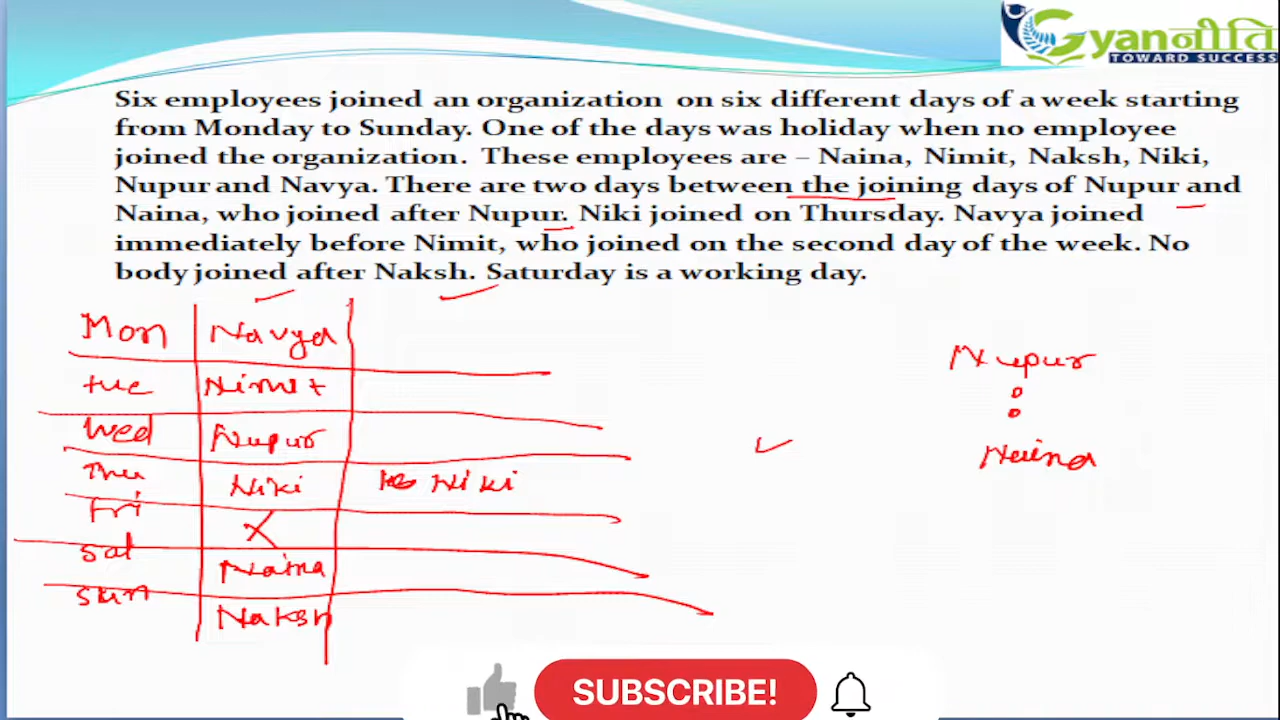 Gyanनीति
TOWARD SUCCESS
Six employees joined an organization on six different days of a week starting
from Monday to Sunday. One of the days was holiday when no employee
joined the organization. These employees are – Naina, Nimit, Naksh, Niki,
Nupur and Navya. There are two days between the joining days of Nupur and
Naina, who joined after Nupur. Niki joined on Thursday. Navya joined
immediately before Nimit, who joined on the second day of the week. No
body joined after Naksh. Saturday is a working day.
Mon Navya
tue Nimit
Wed Nupur
Thu Niki Niki
Fri X
Sat Naina
Sun Naksh
Nupur
Naina
SUBSCRIBE!